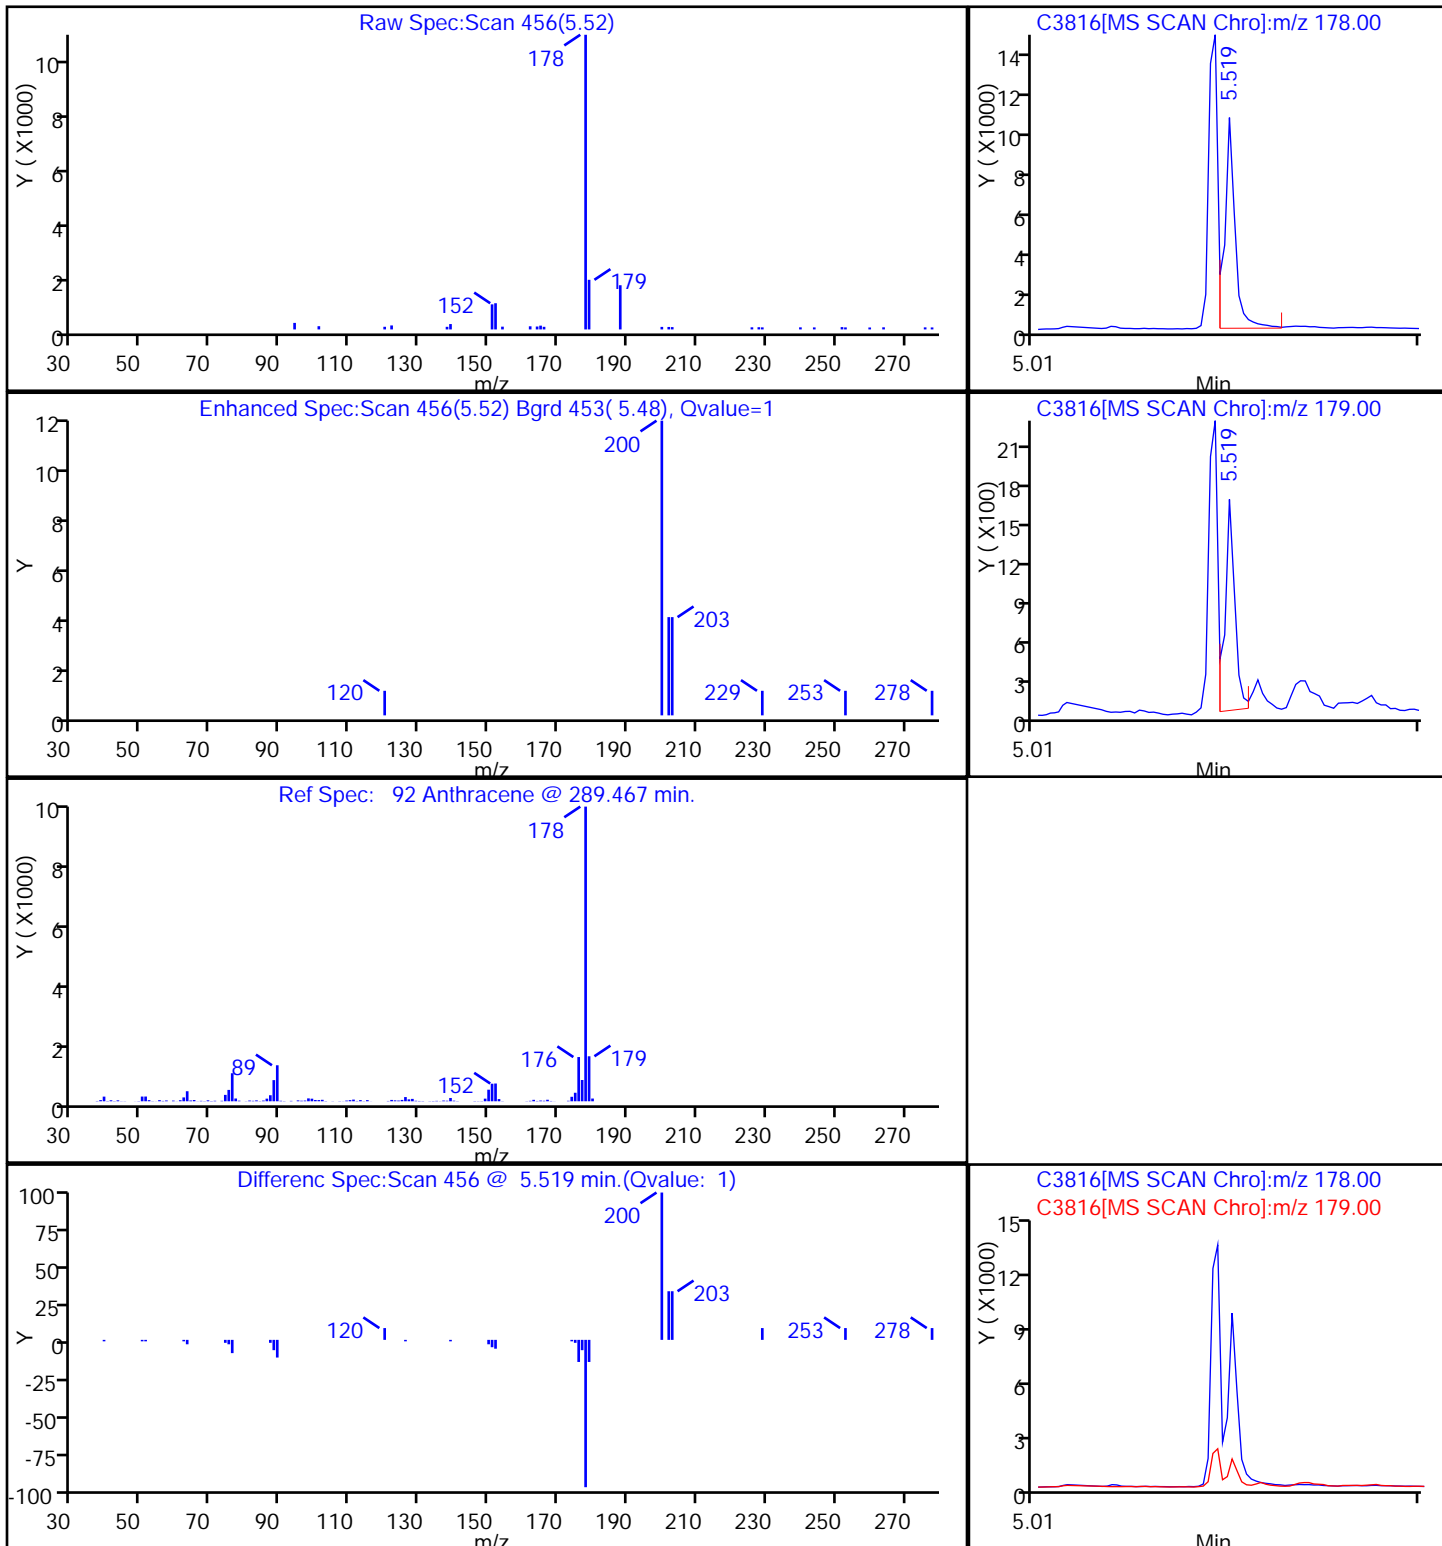 Raw Spec:Scan 456(5.52)
Y ( X1000)
10
8
6
4
2
0
178
152
179
30 50 70 90 110 130 150 170 190 210 230 250 270
m/z
C3816[MS SCAN Chro]:m/z 178.00
Y ( X1000)
14
12
10
8
6
4
2
0
5.519
5.01
Min
Enhanced Spec:Scan 456(5.52) Bgrd 453( 5.48), Qvalue=1
Y
12
10
8
6
4
2
0
200
203
120
229
253
278
30 50 70 90 110 130 150 170 190 210 230 250 270
m/z
C3816[MS SCAN Chro]:m/z 179.00
Y ( X100)
21
18
15
12
9
6
3
0
5.519
5.01
Min
Ref Spec: 92 Anthracene @ 289.467 min.
Y ( X1000)
10
8
6
4
2
0
178
89
152
176
179
30 50 70 90 110 130 150 170 190 210 230 250 270
m/z
Differenc Spec:Scan 456 @ 5.519 min.(Qvalue: 1)
Y
100
75
50
25
0
-25
-50
-75
-100
200
203
120
253
278
30 50 70 90 110 130 150 170 190 210 230 250 270
m/z
C3816[MS SCAN Chro]:m/z 178.00
C3816[MS SCAN Chro]:m/z 179.00
Y ( X1000)
15
12
9
6
3
0
5.01
Min